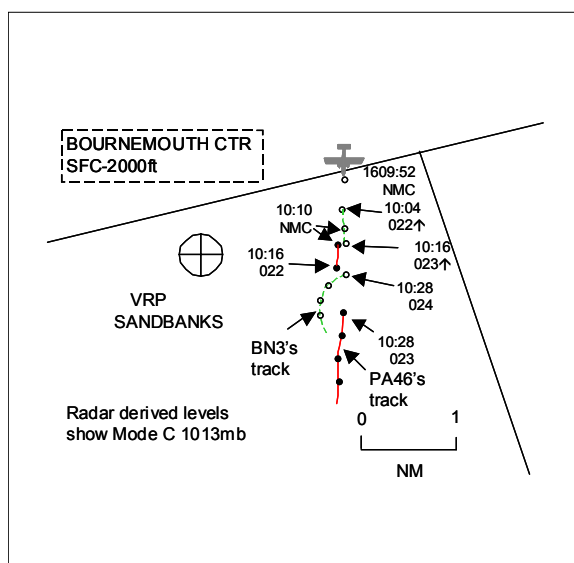 BOURNEMOUTH CTR
SFC-2000ft
1609:52
NMC
10:10
NMC
10:04
022↑
10:16
022
10:16
023↑
VRP
SANDBANKS
10:28
024
BN3's
track
10:28
023
PA46's
track
Radar derived levels
show Mode C 1013mb
0 1
NM